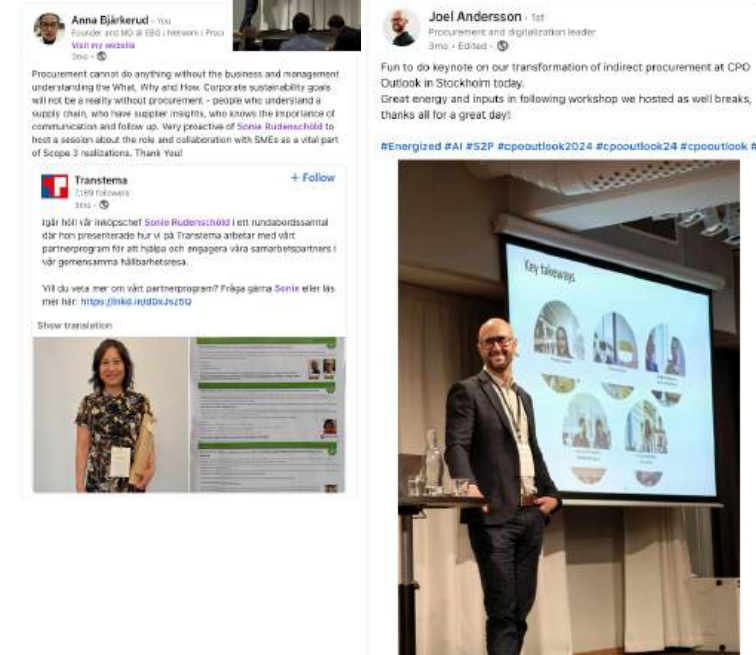 Anna Bjärkerud · You
Founder and MD @ EBG | Network | Procu
Visit my website
3mo ·
Procurement cannot do anything without the business and management
understanding the What, Why and How. Corporate sustainability goals
will not be a reality without procurement – people who understand a
supply chain, who have supplier insights, who knows the importance of
communication and follow up. Very proactive of Sonie Rudenschöld to
host a session about the role and collaboration with SMEs as a vital part
of Scope 3 realizations. Thank You!
Transtema
+ Follow
7,189 followers
3mo ·
Igår höll vår inköpschef Sonie Rudenschöld i ett rundabordssamtal
där hon presenterade hur vi på Transtema arbetar med vårt
partnerprogram för att hjälpa och engagera våra samarbetspartners i
vår gemensamma hållbarhetsresa.
Vill du veta mer om vårt partnerprogram? Fråga gärna Sonie eller läs
mer här: https://lnkd.in/dDxJsz5Q
Show translation
Joel Andersson · 1st
Procurement and digitalization leader
3mo · Edited ·
Fun to do keynote on our transformation of indirect procurement at CPO
Outlook in Stockholm today.
Great energy and inputs in following workshop we hosted as well breaks,
thanks all for a great day!
#Energized #AI #S2P #cpooutlook2024 #cpooutlook24 #cpooutlook #
Key takeways